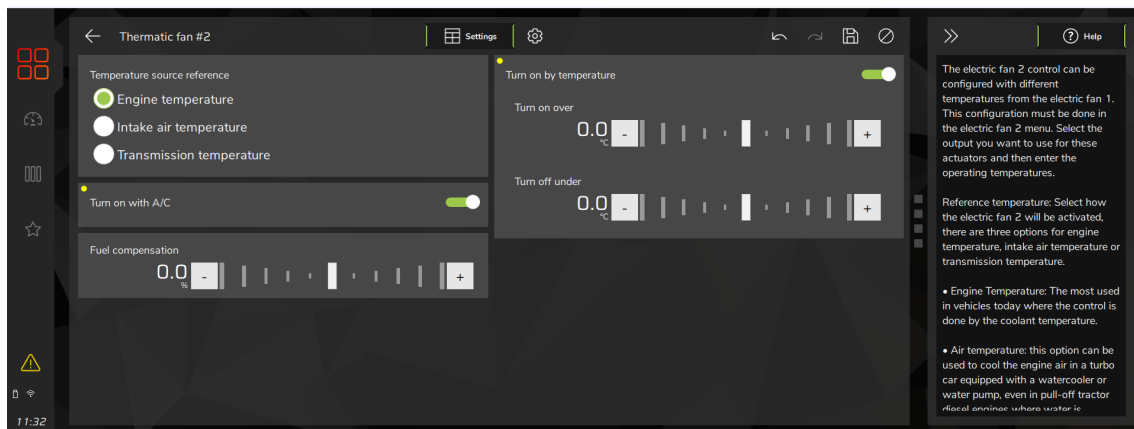 Thermatic fan #2
Settings
Help
Temperature source reference
Engine temperature
Intake air temperature
Transmission temperature
Turn on with A/C
Fuel compensation
0.0
%
-
+
Turn on by temperature
Turn on over
0.0
°C
-
+
Turn off under
0.0
°C
-
+
The electric fan 2 control can be
configured with different
temperatures from the electric fan 1.
This configuration must be done in
the electric fan 2 menu. Select the
output you want to use for these
actuators and then enter the
operating temperatures.
Reference temperature: Select how
the electric fan 2 will be activated,
there are three options for engine
temperature, intake air temperature or
transmission temperature.
• Engine Temperature: The most used
in vehicles today where the control is
done by the coolant temperature.
• Air temperature: this option can be
used to cool the engine air in a turbo
car equipped with a watercooler or
water pump, even in pull-off tractor
diesel engines where water is
11:32